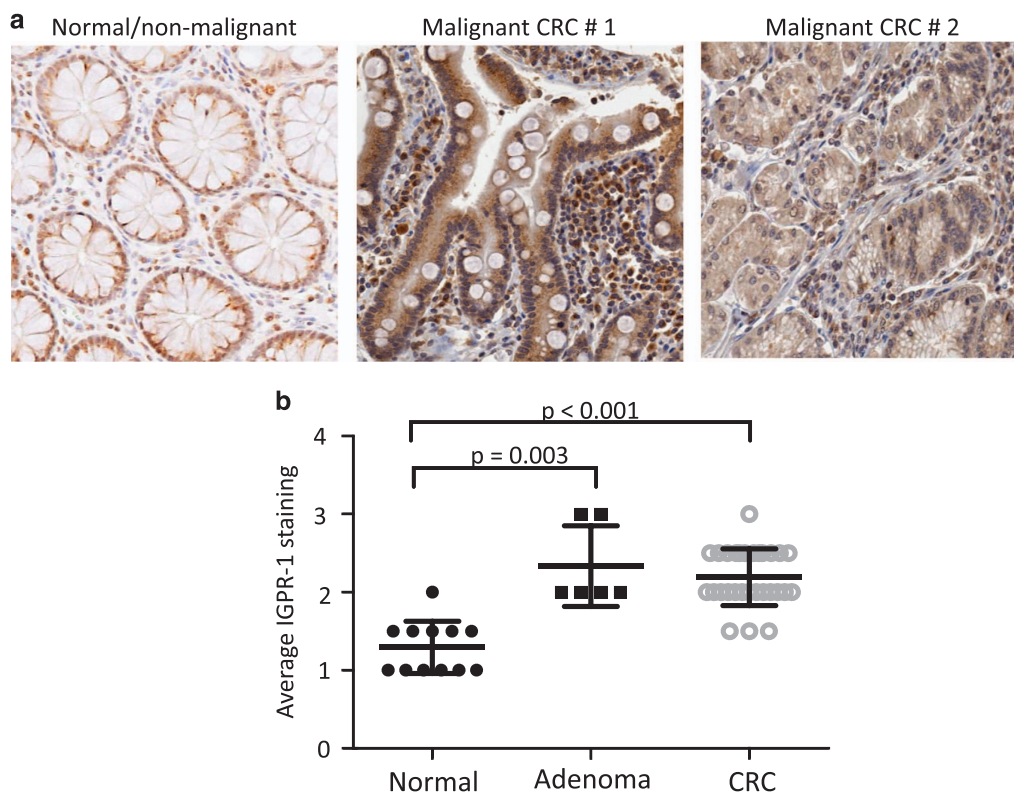 a
Normal/non-malignant
Malignant CRC # 1
Malignant CRC # 2
b
p < 0.001
p = 0.003
Average IGPR-1 staining
4
3
2
1
0
Normal
Adenoma
CRC